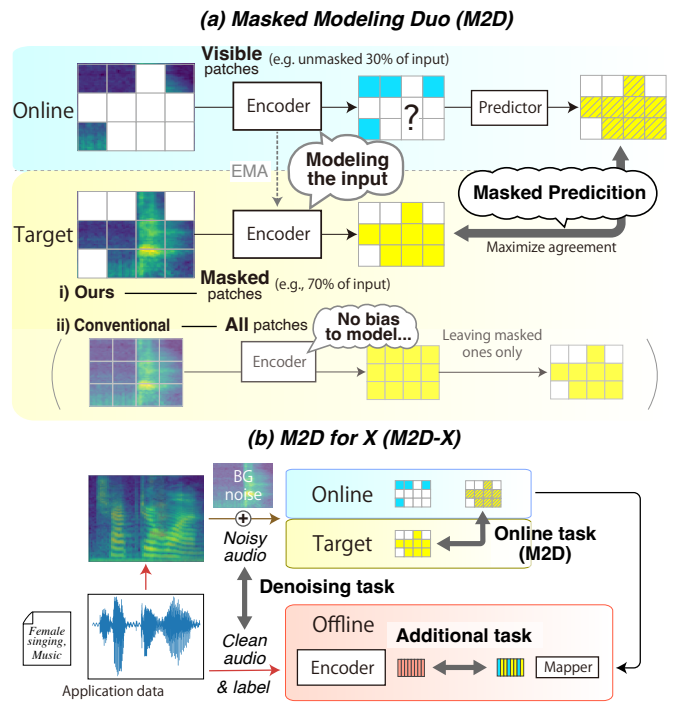 (a) Masked Modeling Duo (M2D)
Visible (e.g. unmasked 30% of input)
patches
Online
Encoder
?
Predictor
EMA
Modeling
the input
Masked Predicition
Target
Encoder
Maximize agreement
Masked (e.g., 70% of input)
i) Ours
patches
ii) Conventional
All patches
No bias
to model...
Encoder
Leaving masked
ones only
(b) M2D for X (M2D-X)
BG
noise
Online
Noisy
audio
Target
Online task
(M2D)
Denoising task
Female
singing,
Music
Application data
Clean
audio
& label
Offline
Additional task
Encoder
Mapper